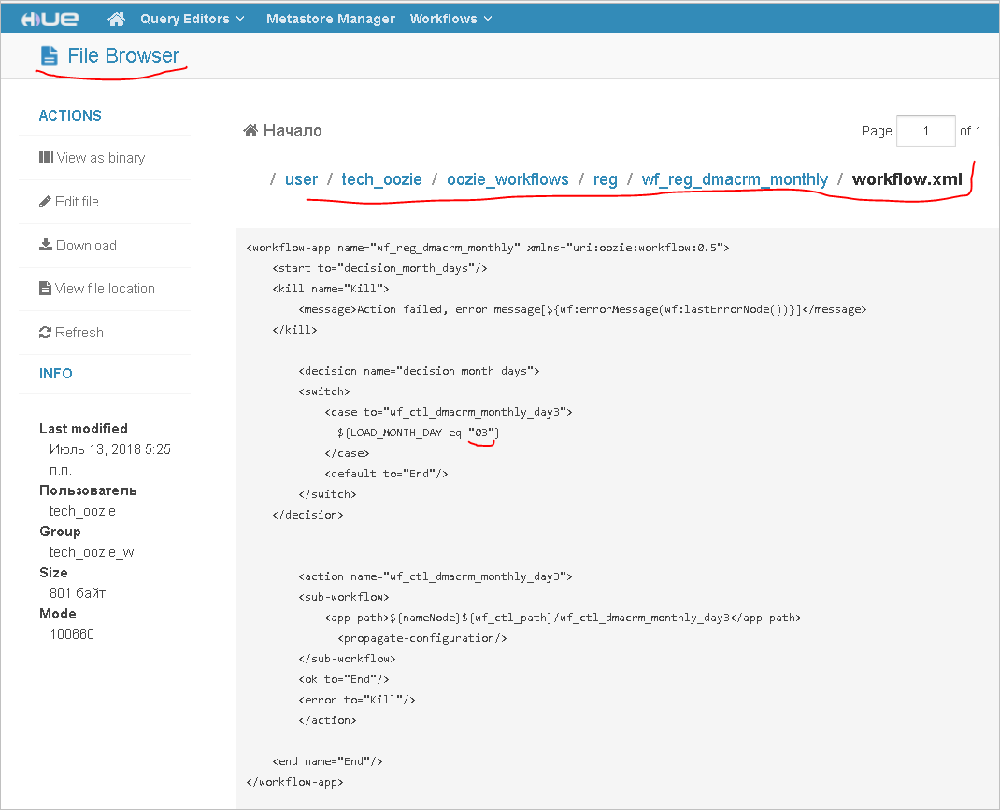 HUE Query Editors Metastore Manager Workflows
File Browser
ACTIONS
View as binary
Edit file
Download
View file location
Refresh
INFO
Last modified
Июль 13, 2018 5:25
п.п.
Пользователь
tech_oozie
Group
tech_oozie_w
Size
801 байт
Mode
100660
Начало
Page 1 of 1
/ user / tech_oozie / oozie_workflows / reg / wf_reg_dmacrm_monthly / workflow.xml
<workflow-app name="wf_reg_dmacrm_monthly" xmlns="uri:oozie:workflow:0.5">
<start to="decision_month_days"/>
<kill name="Kill">
<message>Action failed, error message[${wf:errorMessage(wf:lastErrorNode())}]</message>
</kill>
<decision name="decision_month_days">
<switch>
<case to="wf_ctl_dmacrm_monthly_day3">
${LOAD_MONTH_DAY eq "03"}
</case>
<default to="End"/>
</switch>
</decision>
<action name="wf_ctl_dmacrm_monthly_day3">
<sub-workflow>
<app-path>${nameNode}${wf_ctl_path}/wf_ctl_dmacrm_monthly_day3</app-path>
<propagate-configuration/>
</sub-workflow>
<ok to="End"/>
<error to="Kill"/>
</action>
<end name="End"/>
</workflow-app>